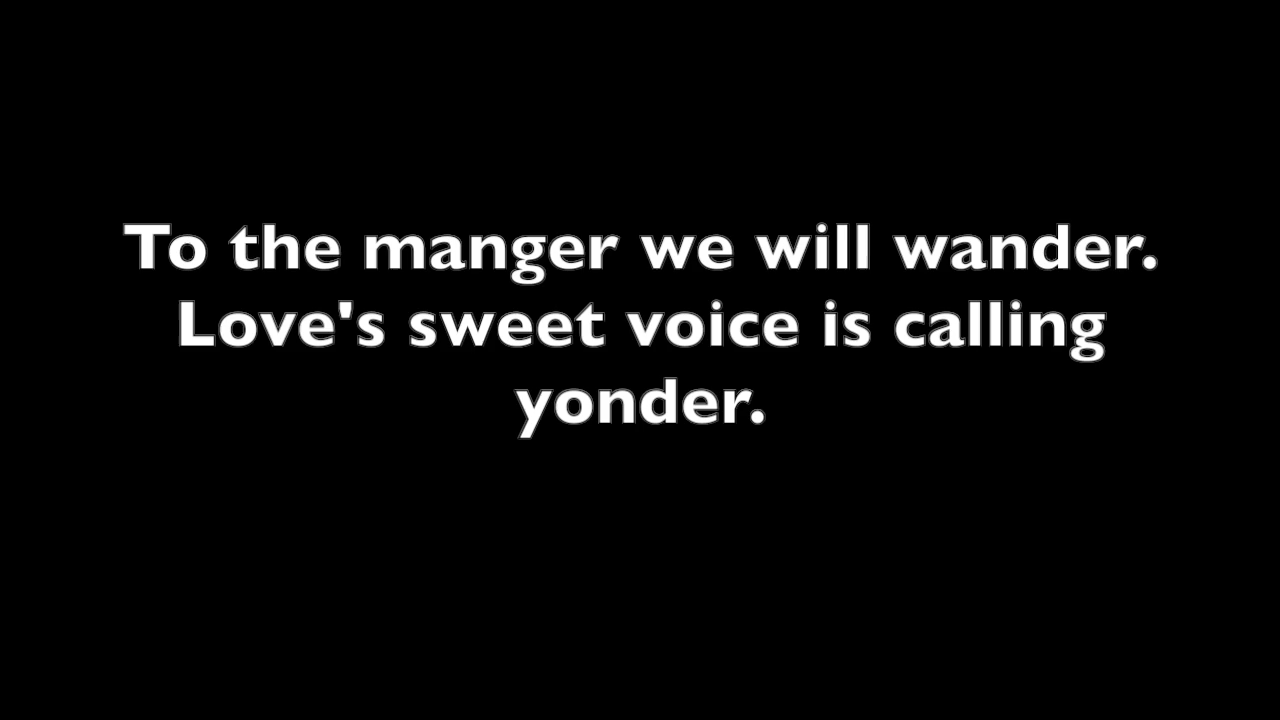 To the manger we will wander.
Love's sweet voice is calling
yonder.